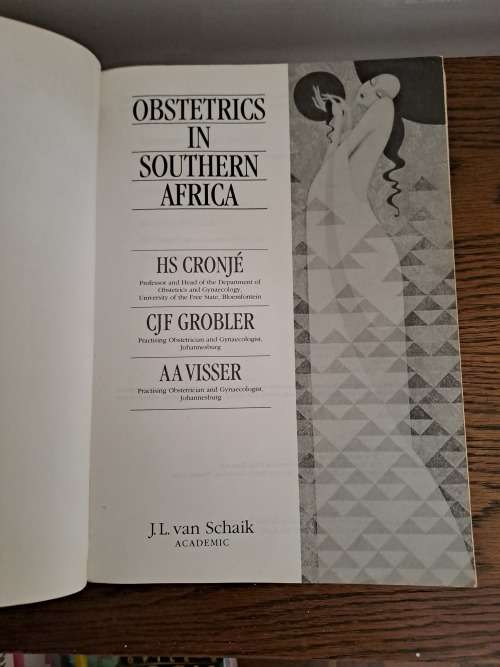 OBSTETRICS
IN
SOUTHERN
AFRICA
HS CRONJÉ
Professor and Head of the Department of
Obstetrics and Gynaecology,
University of the Free State, Bloemfontein
CJF GROBLER
Practising Obstetrician and Gynaecologist,
Johannesburg
AA VISSER
Practising Obstetrician and Gynaecologist,
Johannesburg
J.L. van Schaik
ACADEMIC